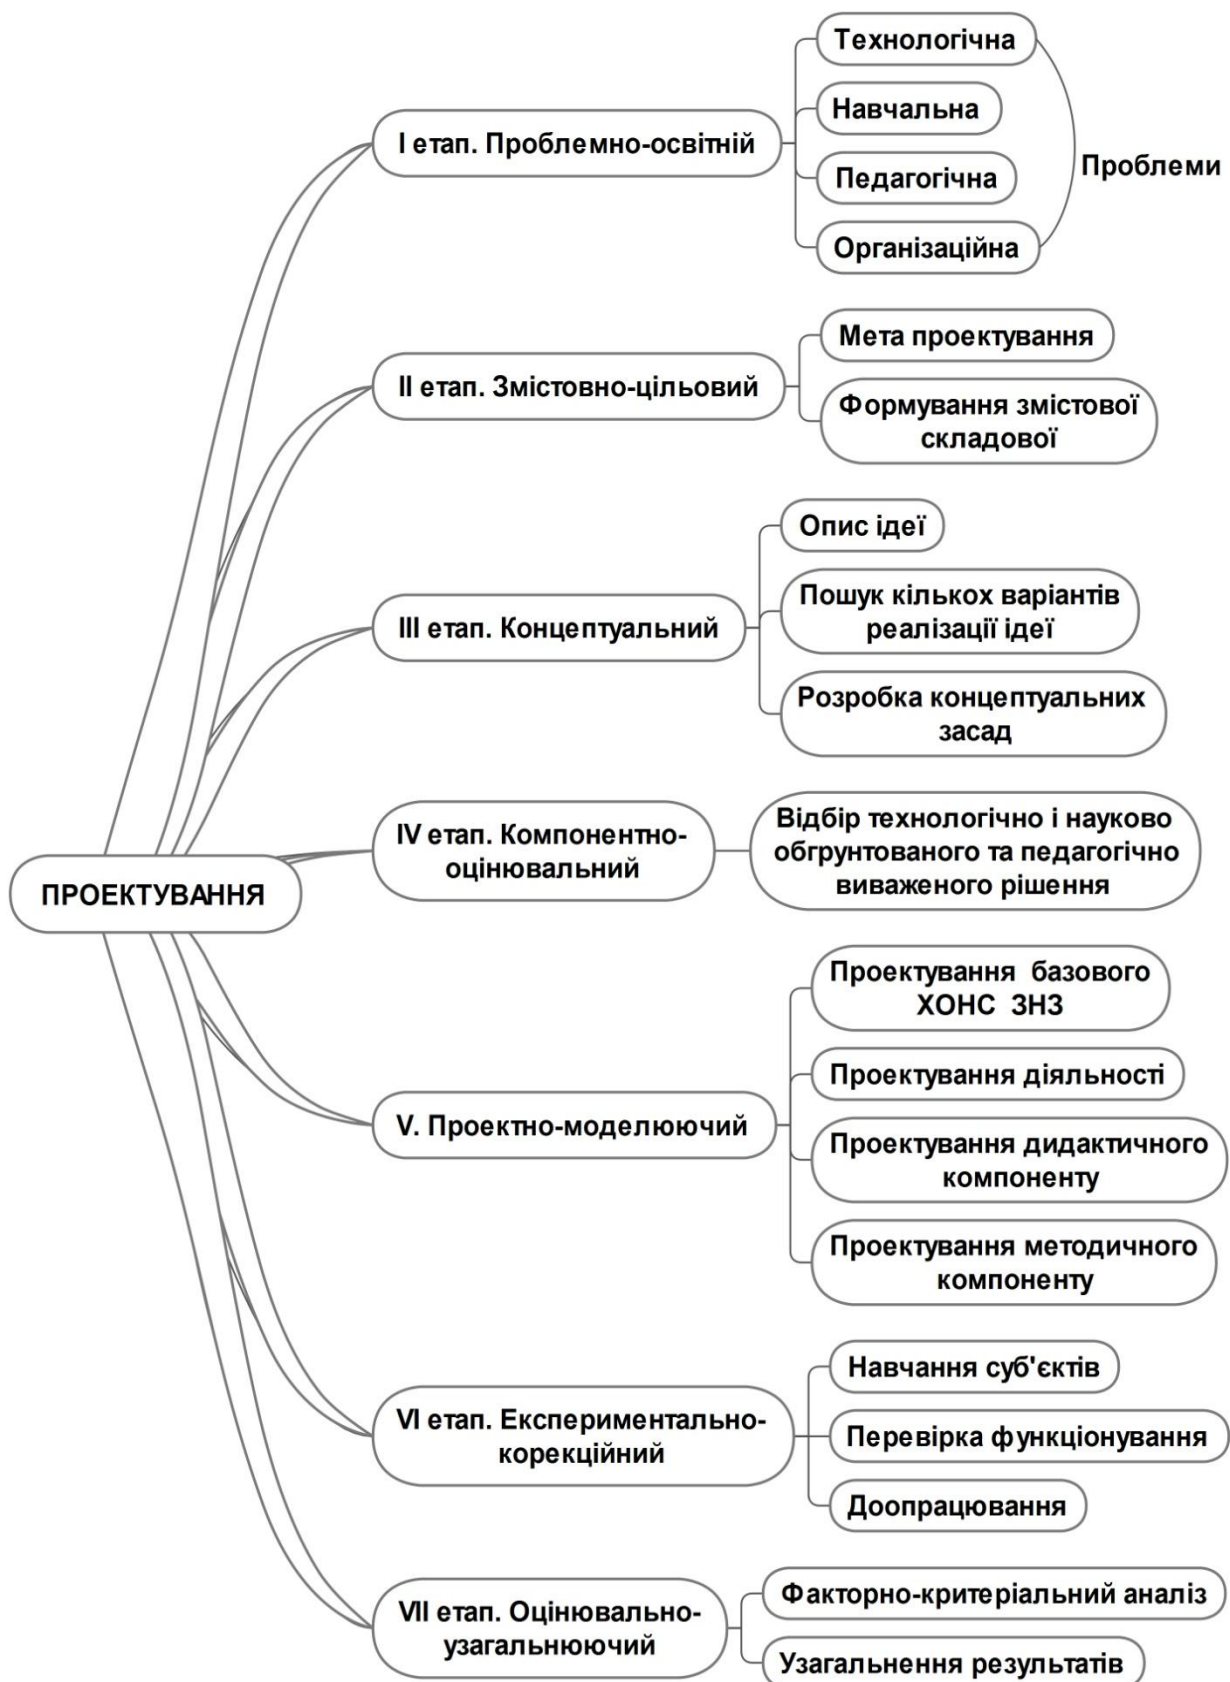 ПРОЕКТУВАННЯ
І етап. Проблемно-освітній
Технологічна
Навчальна
Педагогічна
Організаційна
Проблеми
ІІ етап. Змістовно-цільовий
Мета проектування
Формування змістової
складової
ІІІ етап. Концептуальний
Опис ідеї
Пошук кількох варіантів
реалізації ідеї
Розробка концептуальних
засад
IV етап. Компонентно-
оцінювальний
Відбір технологічно і науково
обгрунтованого та педагогічно
виваженого рішення
V. Проектно-моделюючий
Проектування базового
ХОНС ЗНЗ
Проектування діяльності
Проектування дидактичного
компоненту
Проектування методичного
компоненту
VI етап. Експериментально-
корекційний
Навчання суб'єктів
Перевірка функціонування
Доопрацювання
VII етап. Оцінювально-
узагальнюючий
Факторно-критеріальний аналіз
Узагальнення результатів